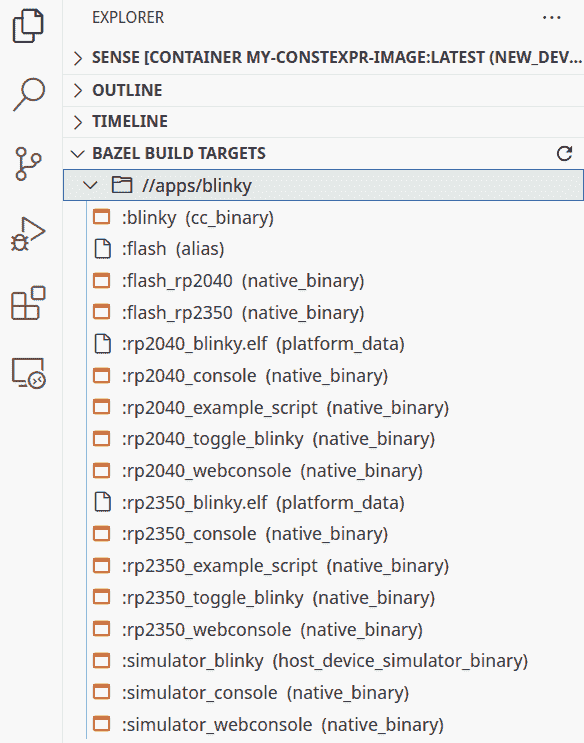 EXPLORER
SENSE [CONTAINER MY-CONSTEXPR-IMAGE:LATEST (NEW_DEV...
OUTLINE
TIMELINE
BAZEL BUILD TARGETS
//apps/blinky
:blinky (cc_binary)
:flash (alias)
:flash_rp2040 (native_binary)
:flash_rp2350 (native_binary)
:rp2040_blinky.elf (platform_data)
:rp2040_console (native_binary)
:rp2040_example_script (native_binary)
:rp2040_toggle_blinky (native_binary)
:rp2040_webconsole (native_binary)
:rp2350_blinky.elf (platform_data)
:rp2350_console (native_binary)
:rp2350_example_script (native_binary)
:rp2350_toggle_blinky (native_binary)
:rp2350_webconsole (native_binary)
:simulator_blinky (host_device_simulator_binary)
:simulator_console (native_binary)
:simulator_webconsole (native_binary)